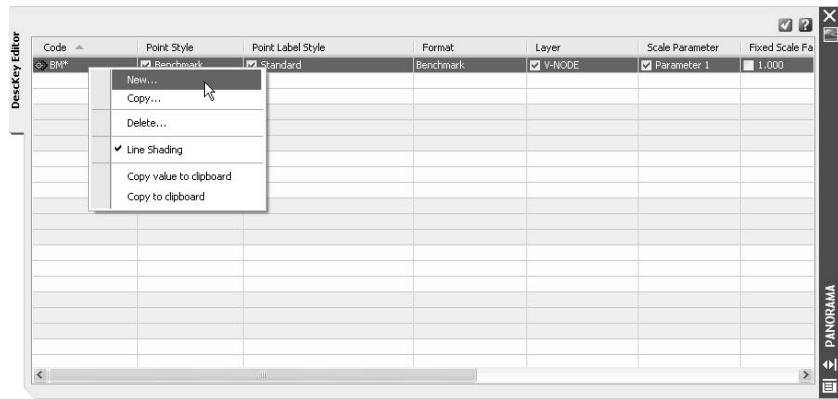 DescKey Editor
Code Point Style Point Label Style Format Layer Scale Parameter Fixed Scale Fa
BM* Benchmark Standard Benchmark V-NODE Parameter 1 1.000
New...
Copy...
Delete...
Line Shading
Copy value to clipboard
Copy to clipboard
PANORAMA